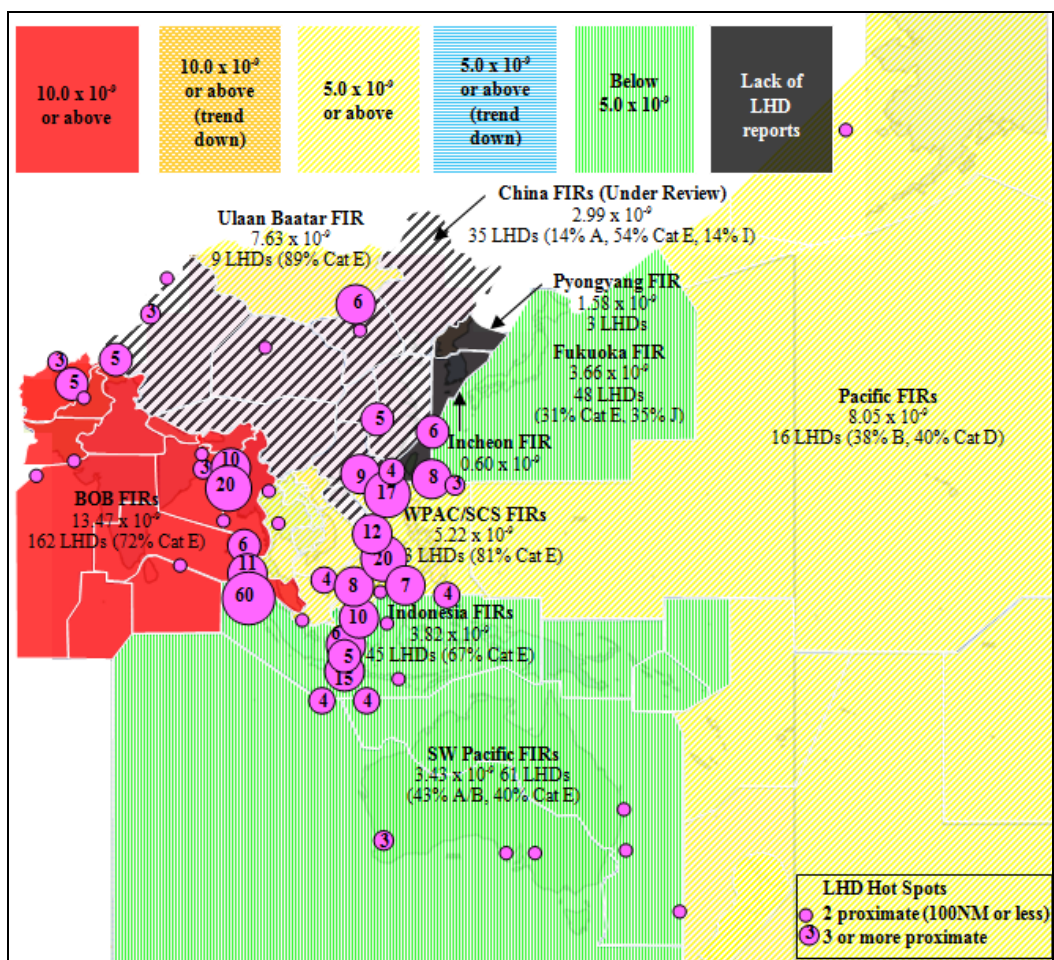 10.0 x 10⁻⁹
or above
10.0 x 10⁻⁹
or above
(trend
down)
5.0 x 10⁻⁹
or above
5.0 x 10⁻⁹
or above
(trend
down)
Below
5.0 x 10⁻⁹
Lack of
LHD
reports
China FIRs (Under Review)
2.99 x 10⁻⁹
35 LHDs (14% A, 54% Cat E, 14% I)
Ulaan Baatar FIR
7.63 x 10⁻⁹
9 LHDs (89% Cat E)
Pyongyang FIR
1.58 x 10⁻⁹
3 LHDs
6
3
Fukuoka FIR
3.66 x 10⁻⁹
48 LHDs
(31% Cat E, 35% J)
3
5
5
Pacific FIRs
8.05 x 10⁻⁹
16 LHDs (38% B, 40% Cat D)
5
6
Incheon FIR
0.60 x 10⁻⁹
10
3
20
9
4
17
8
3
BOB FIRs
13.47 x 10⁻⁹
162 LHDs (72% Cat E)
WPAC/SCS FIRs
5.22 x 10⁻⁹
LHDs (81% Cat E)
12
20
6
11
60
4
8
7
4
Indonesia FIRs
3.82 x 10⁻⁹
45 LHDs (67% Cat E)
10
6
5
15
4
4
SW Pacific FIRs
3.43 x 10⁻⁹ 61 LHDs
(43% A/B, 40% Cat E)
3
LHD Hot Spots
2 proximate (100NM or less)
3 3 or more proximate